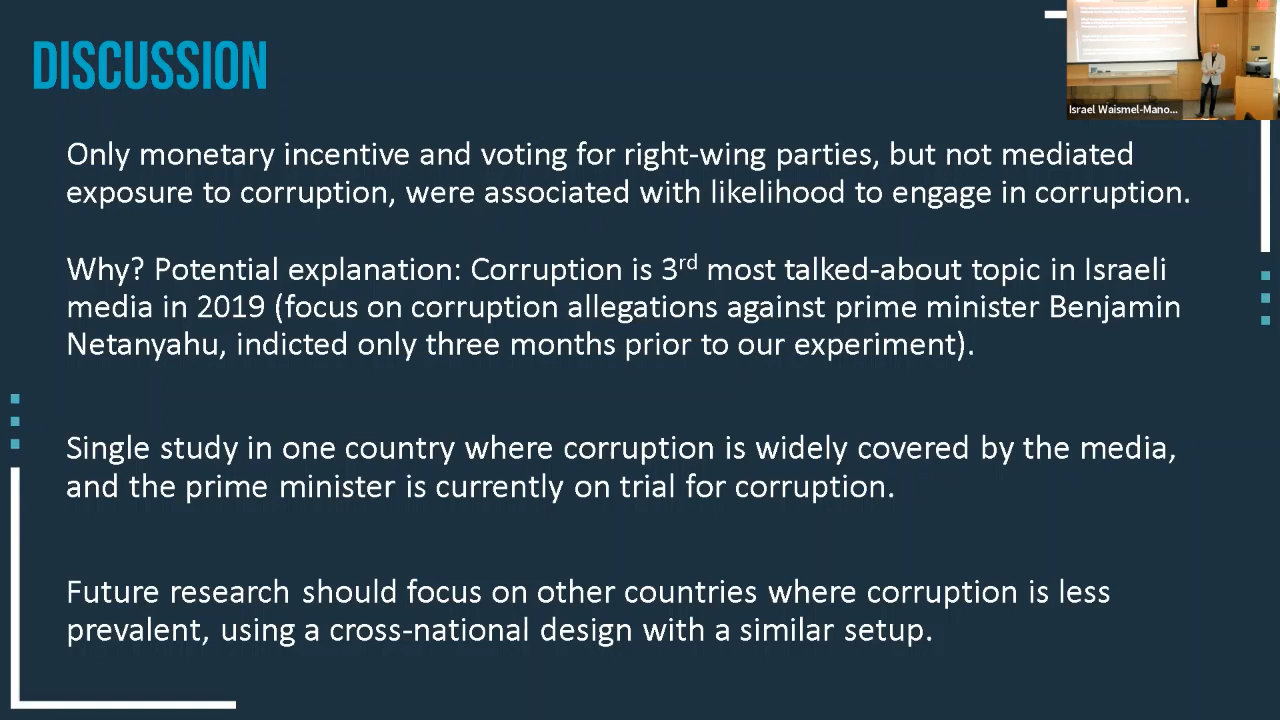 DISCUSSION
Israel Waismel-Mano...
Only monetary incentive and voting for right-wing parties, but not mediated
exposure to corruption, were associated with likelihood to engage in corruption.
Why? Potential explanation: Corruption is 3rd most talked-about topic in Israeli
media in 2019 (focus on corruption allegations against prime minister Benjamin
Netanyahu, indicted only three months prior to our experiment).
Single study in one country where corruption is widely covered by the media,
and the prime minister is currently on trial for corruption.
Future research should focus on other countries where corruption is less
prevalent, using a cross-national design with a similar setup.